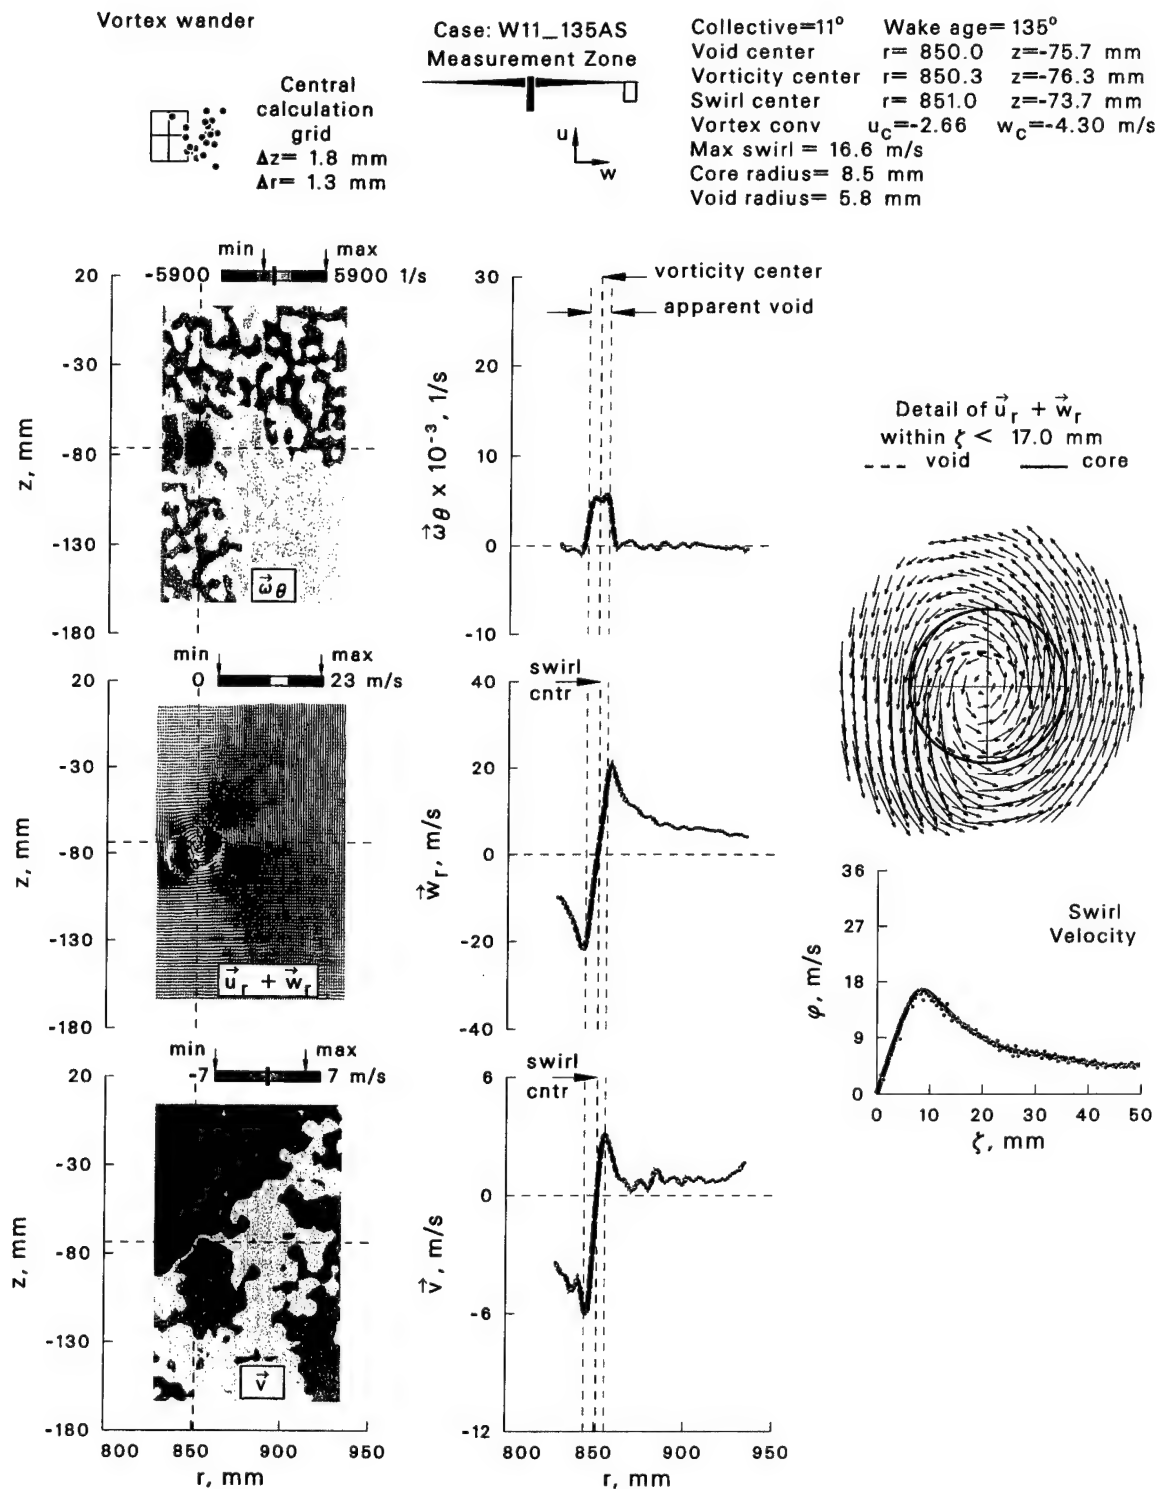 Vortex wander
Central
calculation
grid
Δz= 1.8 mm
Δr= 1.3 mm
Case: W11_135AS
Measurement Zone
u
w
Collective=11° Wake age= 135°
Void center r= 850.0 z=-75.7 mm
Vorticity center r= 850.3 z=-76.3 mm
Swirl center r= 851.0 z=-73.7 mm
Vortex conv u_c=-2.66 w_c=-4.30 m/s
Max swirl = 16.6 m/s
Core radius= 8.5 mm
Void radius= 5.8 mm
min max
-5900 5900 1/s
20
-30
-80
-130
-180
z, mm
ω⃗θ
30
20
10
0
-10
ω⃗θ x 10⁻³, 1/s
vorticity center
apparent void
min max
0 23 m/s
20
-30
-80
-130
-180
z, mm
u⃗r + w⃗r
40
20
0
-20
-40
w⃗r, m/s
swirl
cntr
Detail of u⃗r + w⃗r
within ζ < 17.0 mm
void core
36
27
18
9
0
φ, m/s
Swirl
Velocity
0 10 20 30 40 50
ζ, mm
min max
-7 7 m/s
20
-30
-80
-130
-180
z, mm
v⃗
800 850 900 950
r, mm
6
0
-6
-12
v⃗, m/s
swirl
cntr
800 850 900 950
r, mm